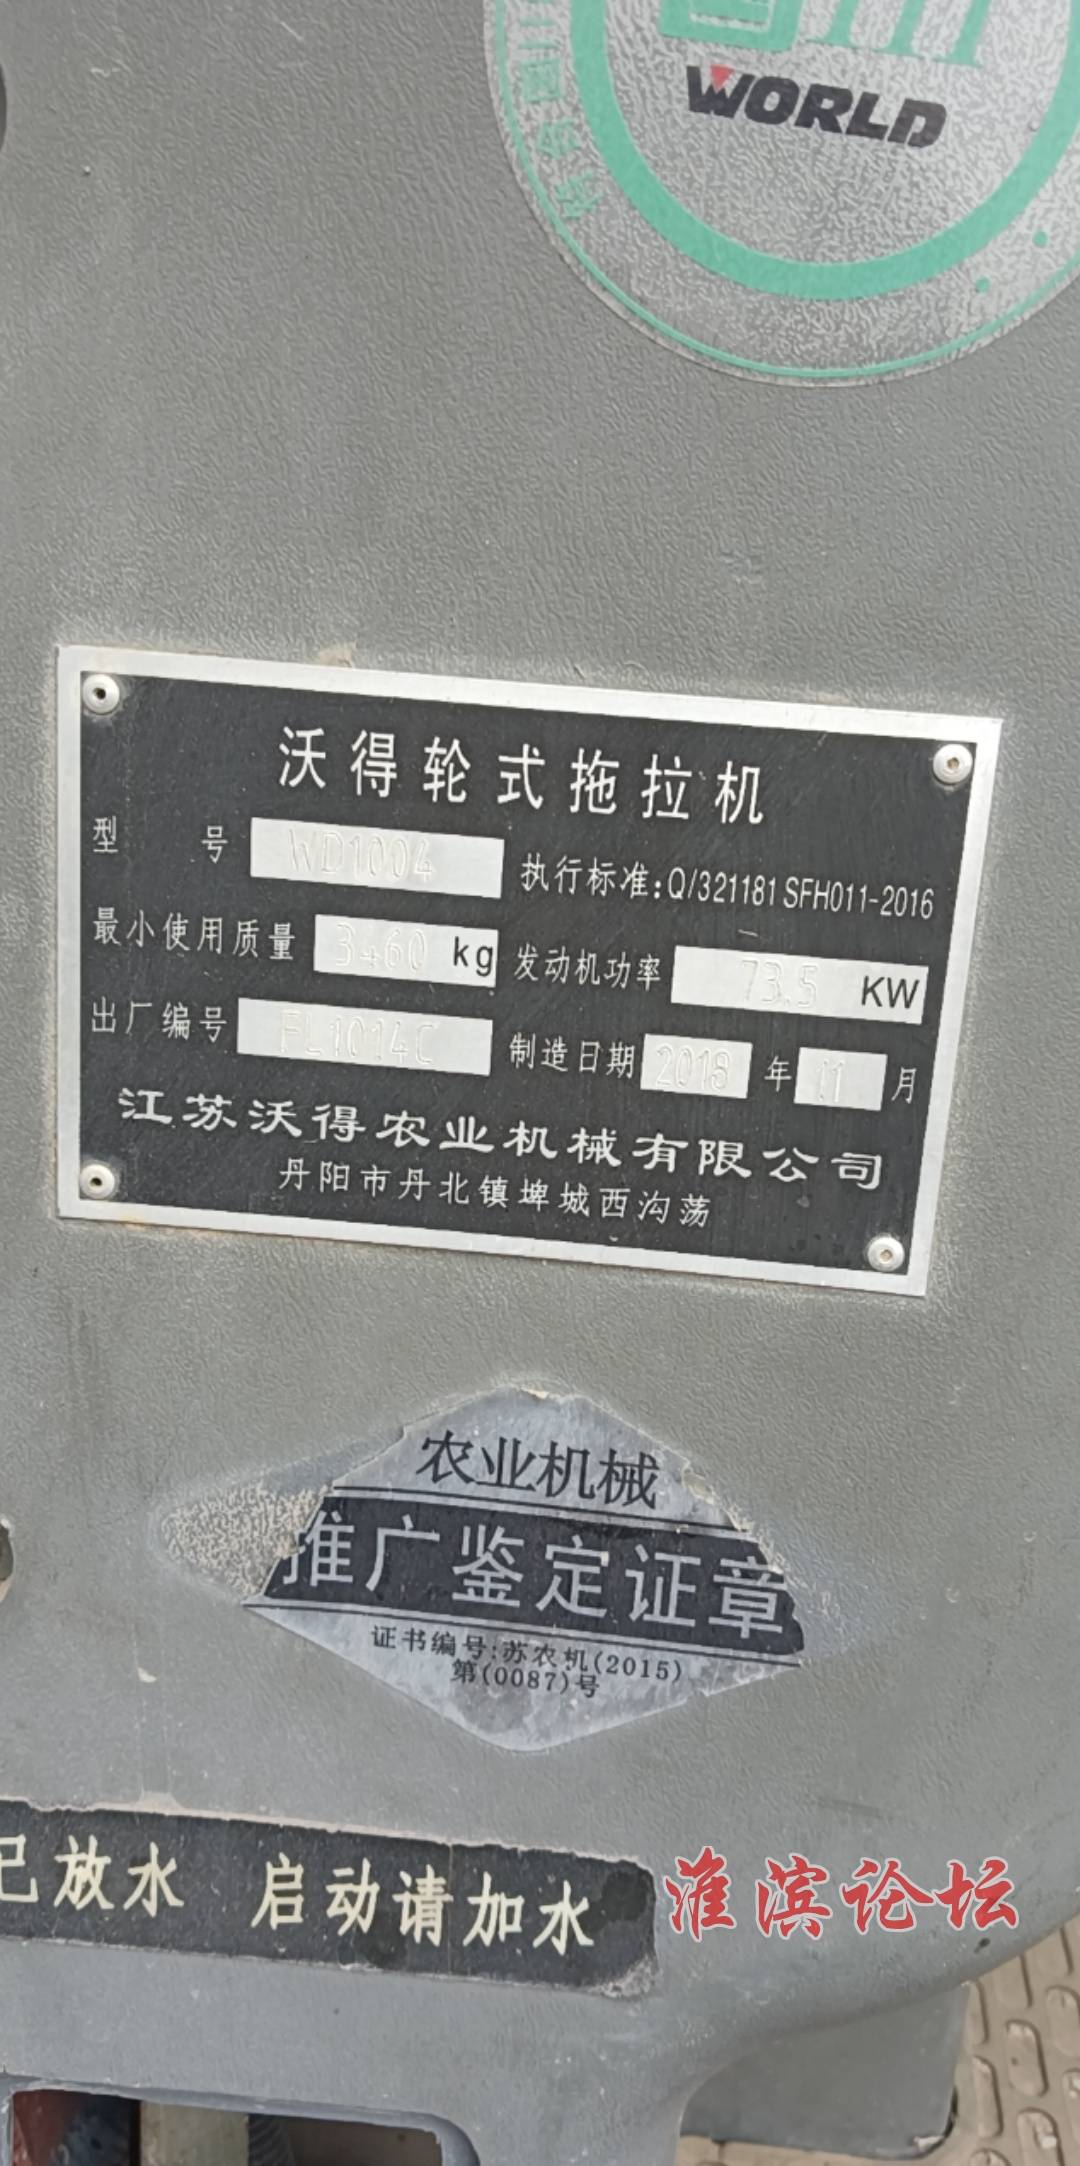 WORLD
沃得轮式拖拉机
型号 WD1004 执行标准:Q/321181 SFH011-2016
最小使用质量 3460 kg 发动机功率 73.5 KW
出厂编号 FL1014C 制造日期 2018 年 11 月
江苏沃得农业机械有限公司
丹阳市丹北镇埤城西沟荡
农业机械
推广鉴定证章
证书编号:苏农机(2015)
第(0087)号
已放水 启动请加水
淮滨论坛